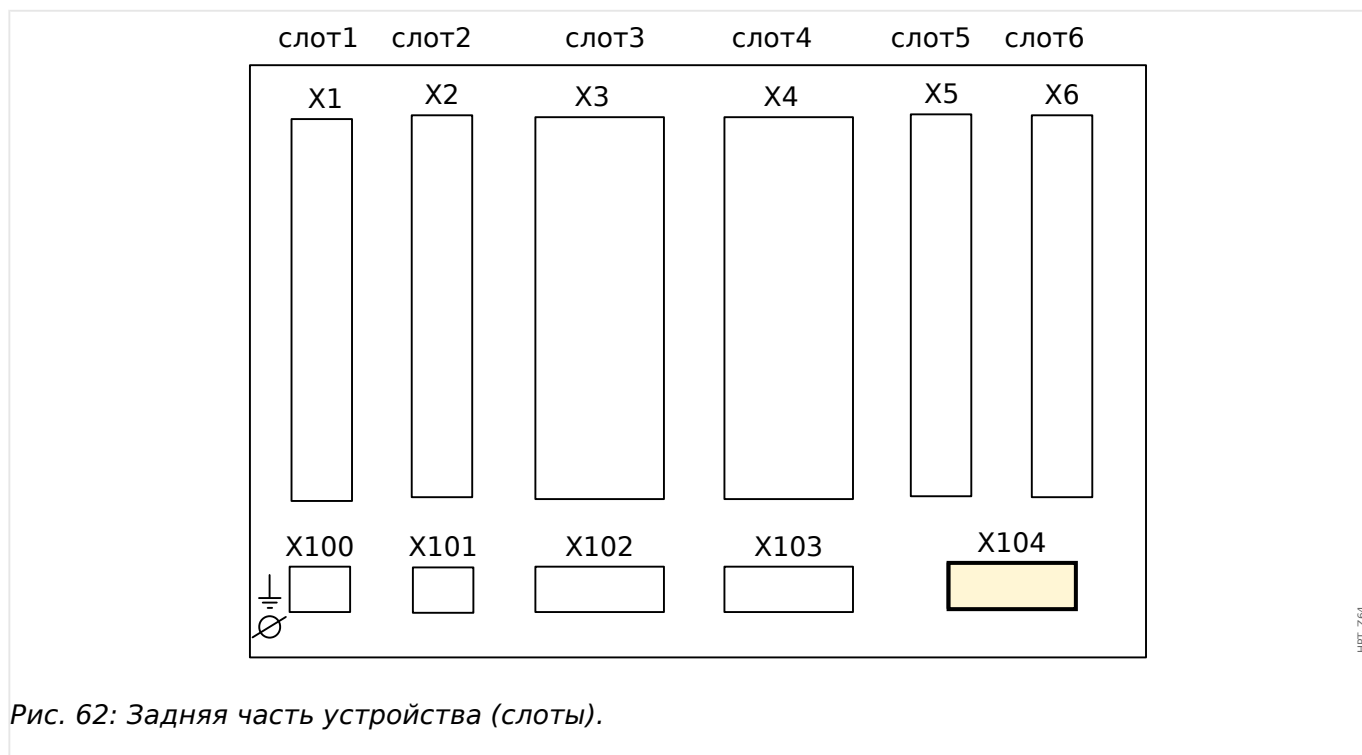 слот1 слот2 слот3 слот4 слот5 слот6
X1 X2 X3 X4 X5 X6
X100 X101 X102 X103 X104
Рис. 62: Задняя часть устройства (слоты).